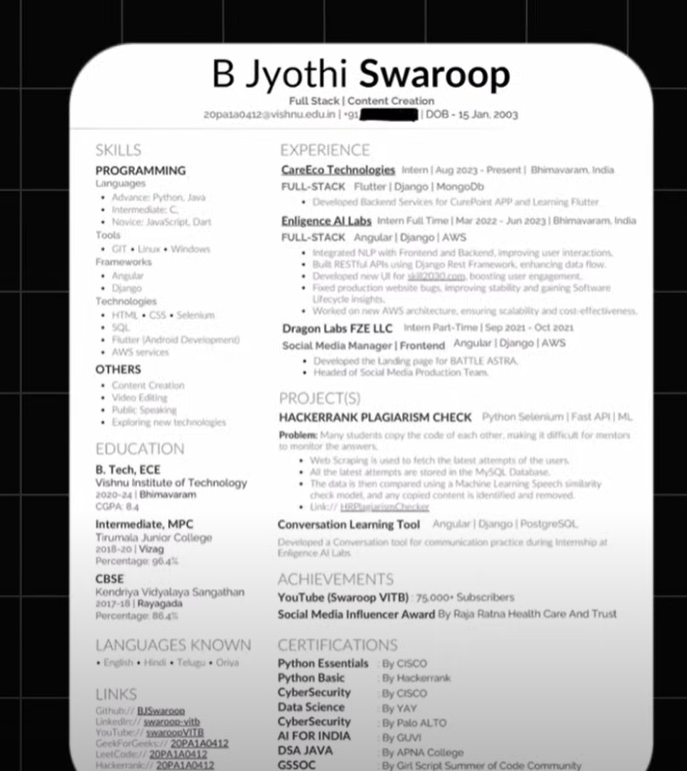 B Jyothi Swaroop
Full Stack | Content Creation
20pa1a0412@vishnu.edu.in | +91 | DOB - 15 Jan, 2003
SKILLS
PROGRAMMING
Languages
• Advance: Python, Java
• Intermediate: C,
• Novice: JavaScript, Dart
Tools
• GIT • Linux • Windows
Frameworks
• Angular
• Django
Technologies
• HTML • CSS • Selenium
• SQL
• Flutter (Android Development)
• AWS services
OTHERS
• Content Creation
• Video Editing
• Public Speaking
• Exploring new technologies
EDUCATION
B. Tech, ECE
Vishnu Institute of Technology
2020-24 | Bhimavaram
CGPA: 8.4
Intermediate, MPC
Tirumala Junior College
2018-20 | Vizag
Percentage: 96.4%
CBSE
Kendriya Vidyalaya Sangathan
2017-18 | Rayagada
Percentage: 86.4%
LANGUAGES KNOWN
• English • Hindi • Telugu • Oriya
LINKS
Github:// BJSwaroop
LinkedIn:// swaroop-vitb
YouTube:// swaroopVITB
GeekForGeeks:// 20PA1A0412
LeetCode:// 20PA1A0412
Hackerrank:// 20PA1A0412
EXPERIENCE
CareEco Technologies Intern | Aug 2023 - Present | Bhimavaram, India
FULL-STACK Flutter | Django | MongoDb
• Developed Backend Services for CurePoint APP and Learning Flutter
Enligence AI Labs Intern Full Time | Mar 2022 - Jun 2023 | Bhimavaram, India
FULL-STACK Angular | Django | AWS
• Integrated NLP with Frontend and Backend, improving user interactions.
• Built RESTful APIs using Django Rest Framework, enhancing data flow.
• Developed new UI for skill2030.com, boosting user engagement.
• Fixed production website bugs, improving stability and gaining Software
Lifecycle insights.
• Worked on new AWS architecture, ensuring scalability and cost-effectiveness.
Dragon Labs FZE LLC Intern Part-Time | Sep 2021 - Oct 2021
Social Media Manager | Frontend Angular | Django | AWS
• Developed the Landing page for BATTLE ASTRA.
• Headed of Social Media Production Team.
PROJECT(S)
HACKERRANK PLAGIARISM CHECK Python Selenium | Fast API | ML
Problem: Many students copy the code of each other, making it difficult for mentors
to monitor the answers.
• Web Scraping is used to fetch the latest attempts of the users.
• All the latest attempts are stored in the MySQL Database.
• The data is then compared using a Machine Learning Speech similarity
check model, and any copied content is identified and removed.
• Link:// HRPlagiarismChecker
Conversation Learning Tool Angular | Django | PostgreSQL
Developed a Conversation tool for communication practice during Internship at
Enligence AI Labs.
ACHIEVEMENTS
YouTube (Swaroop VITB) : 75,000+ Subscribers
Social Media Influencer Award By Raja Ratna Health Care And Trust
CERTIFICATIONS
Python Essentials : By CISCO
Python Basic : By Hackerrank
CyberSecurity : By CISCO
Data Science : By YAY
CyberSecurity : By Palo ALTO
AI FOR INDIA : By GUVI
DSA JAVA : By APNA College
GSSOC : By Girl Script Summer of Code Community